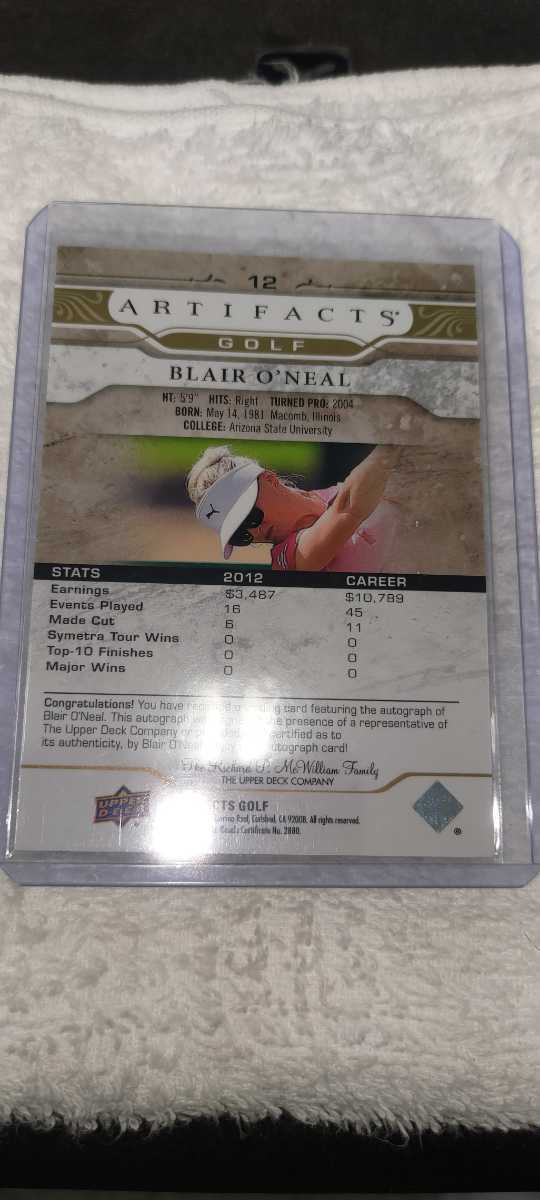 12
ARTIFACTS®
GOLF
BLAIR O'NEAL
HT: 5'9" HITS: Right TURNED PRO: 2004
BORN: May 14, 1981 Macomb, Illinois
COLLEGE: Arizona State University
STATS 2012 CAREER
Earnings $3,487 $10,789
Events Played 16 45
Made Cut 6 11
Symetra Tour Wins 0 0
Top-10 Finishes 0 0
Major Wins 0 0
Congratulations! You have card featuring the autograph of
Blair O'Neal. This autograph the presence of a representative of
The Upper Deck Company or certified as to
its authenticity, by Blair autograph card!
The Richard P. McWilliam Family
THE UPPER DECK COMPANY
UPPER DECK
GOLF
Carlsbad, CA 92008. All rights reserved.
Certificate No. 2880.
®